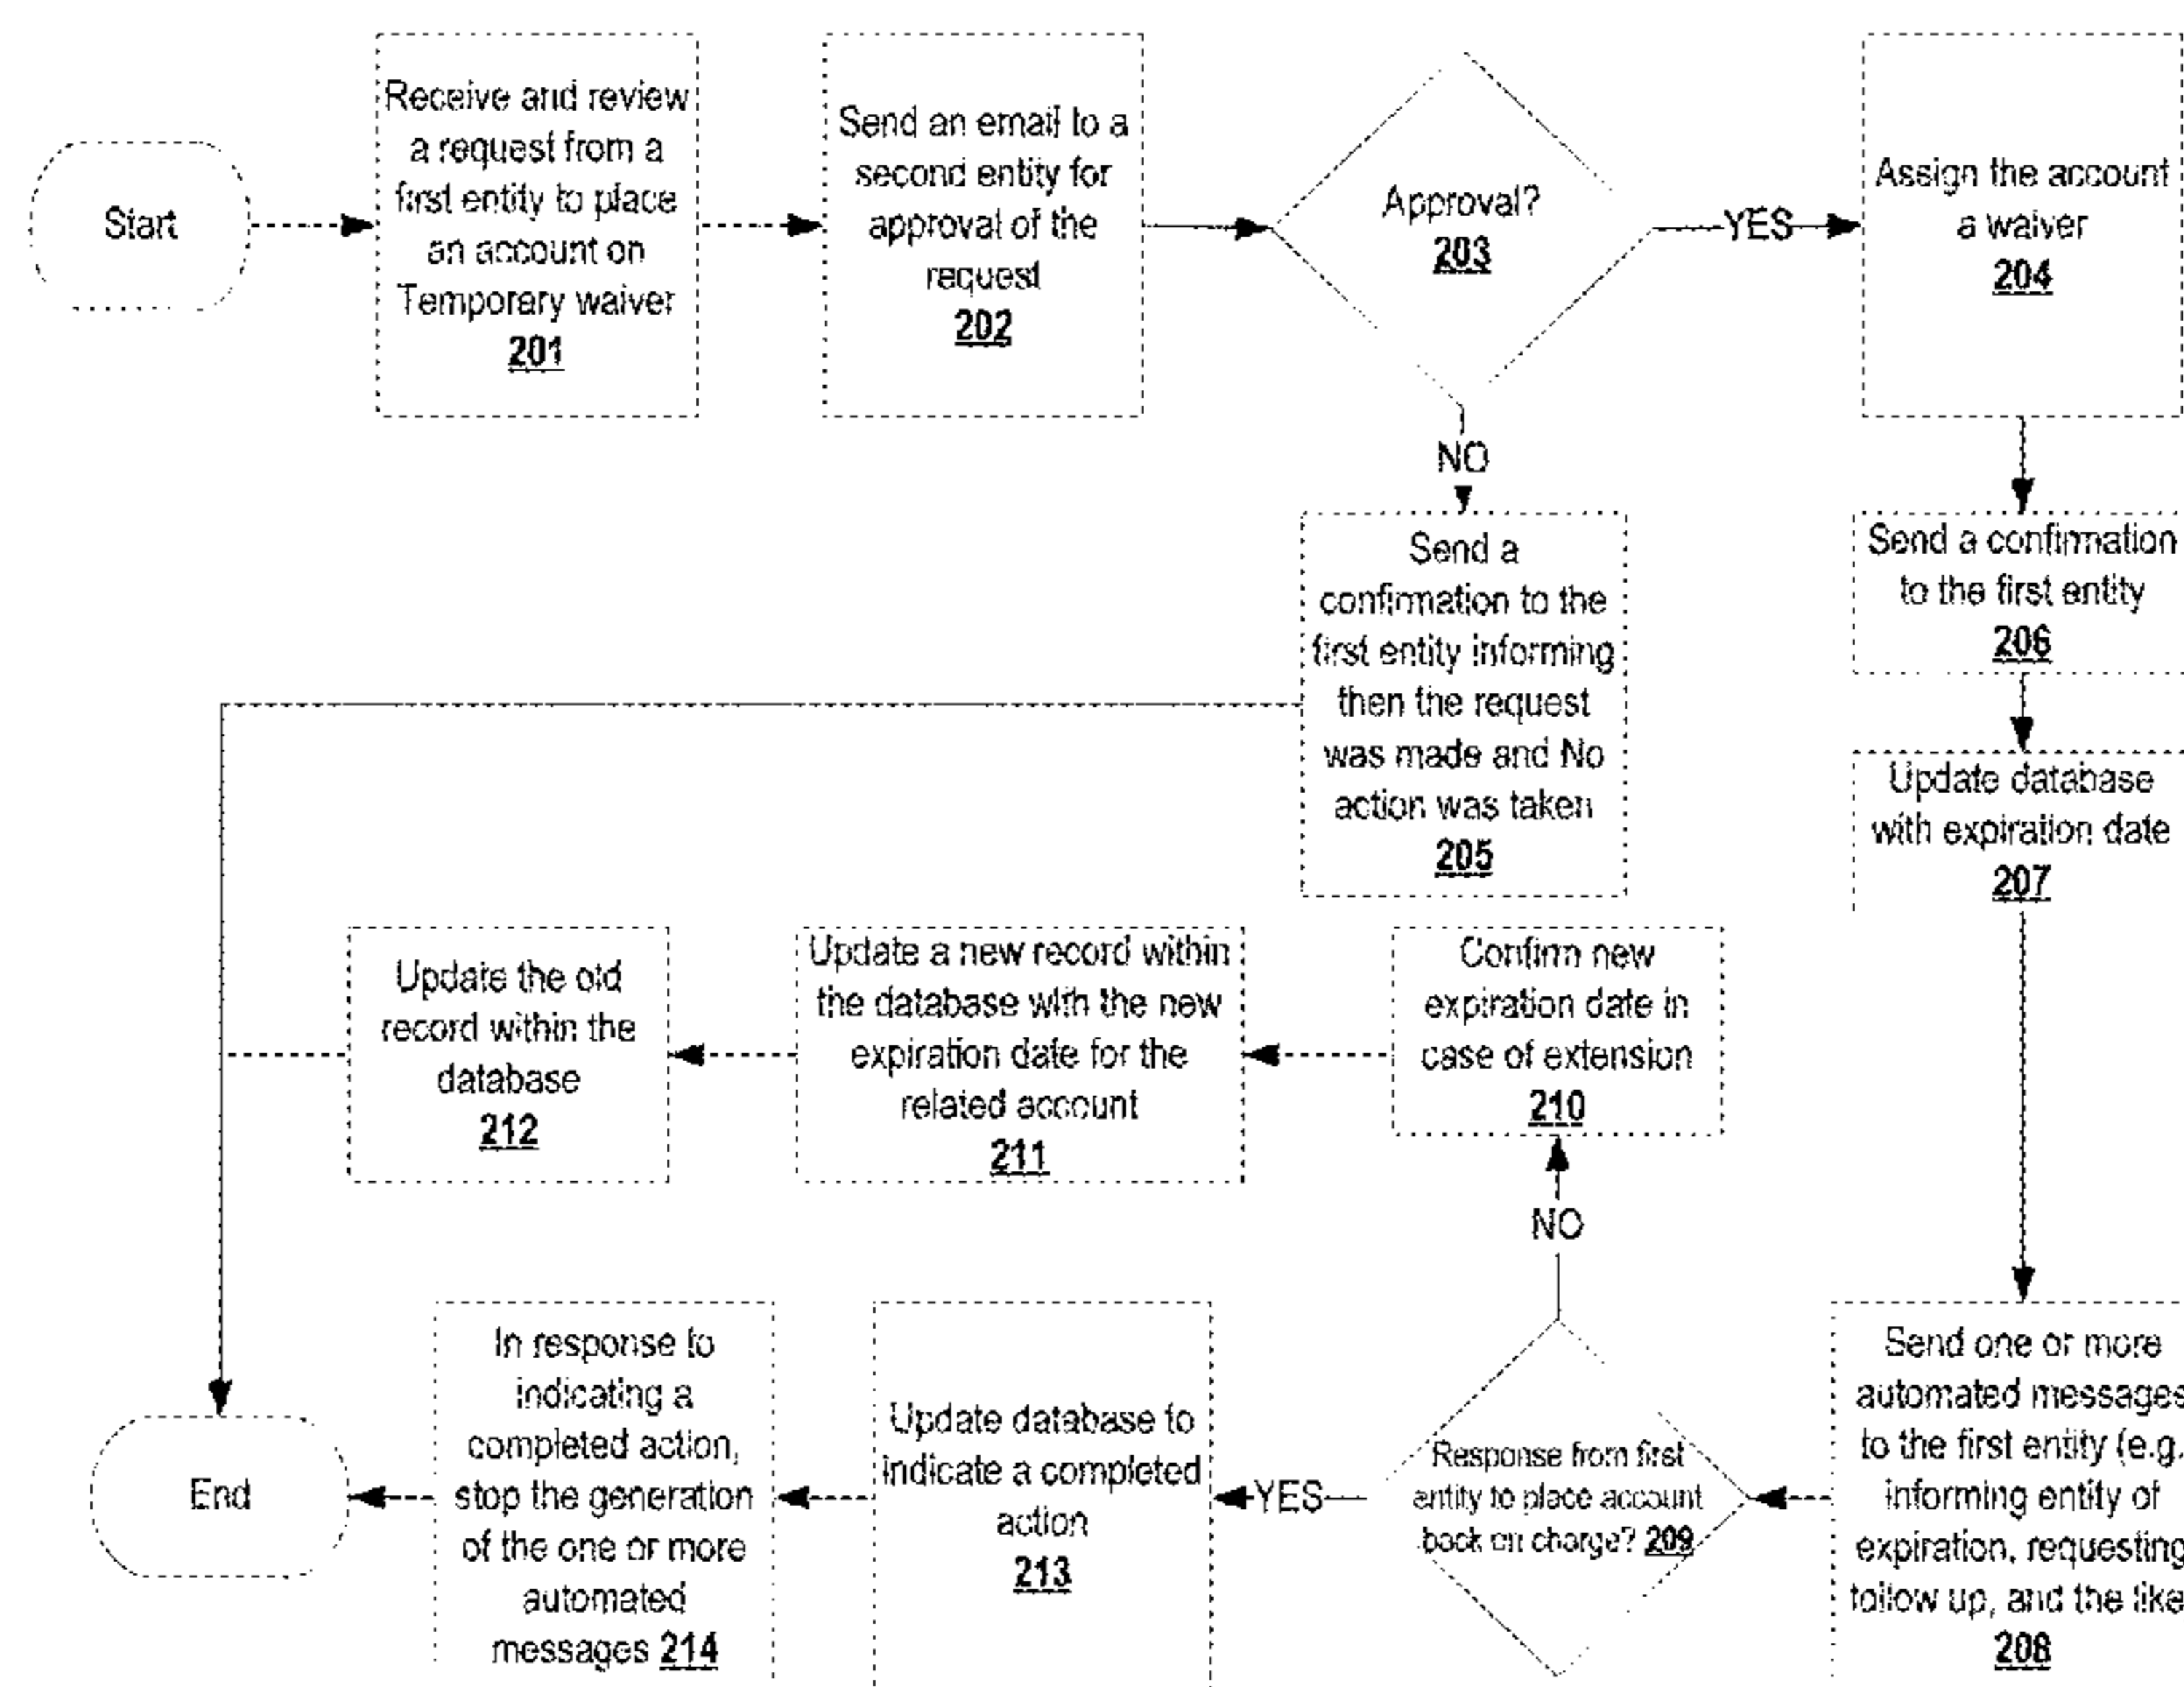 Start
Receive and review
a request from a
first entity to place
an account on
Temporary waiver
201
Send an email to a
second entity for
approval of the
request
202
Approval?
203
YES
Assign the account
a waiver
204
NO
Send a
confirmation to the
first entity informing
then the request
was made and No
action was taken
205
Send a confirmation
to the first entity
206
Update database
with expiration date
207
Update the old
record within the
database
212
Update a new record within
the database with the new
expiration date for the
related account
211
Confirm new
expiration date in
case of extension
210
NO
End
In response to
indicating a
completed action,
stop the generation
of the one or more
automated
messages 214
Update database to
indicate a completed
action
213
YES
Response from first
entity to place account
back on charge? 209
Send one or more
automated messages
to the first entity (e.g.
informing entity of
expiration, requesting
follow up, and the like
208